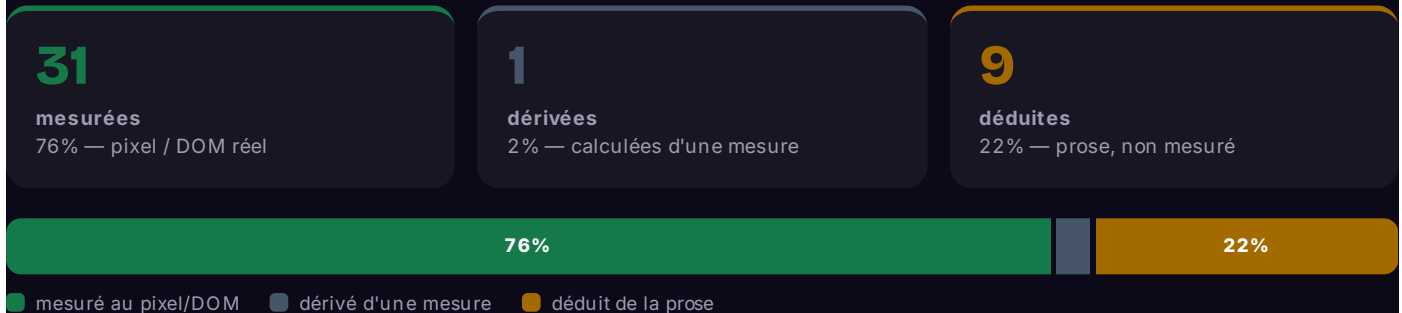 31
mesurées
76% — pixel / DOM réel
1
dérivées
2% — calculées d'une mesure
9
déduites
22% — prose, non mesuré
76%
22%
mesuré au pixel/DOM
dérivé d'une mesure
déduit de la prose